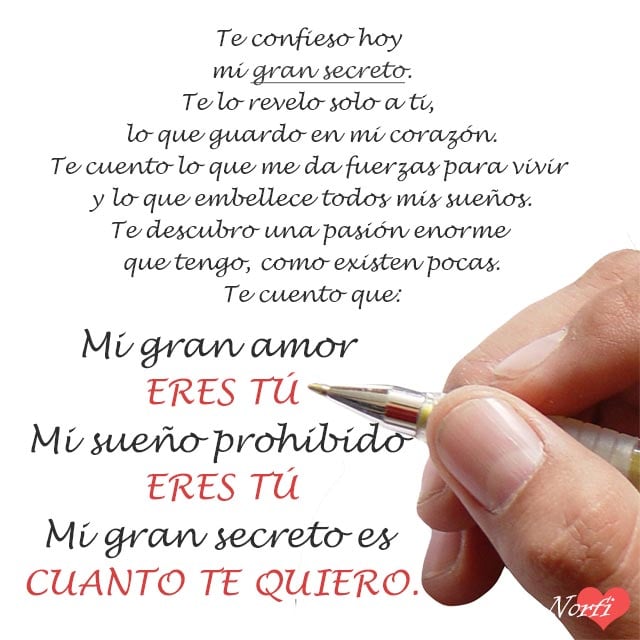 Te confieso hoy
mi gran secreto.
Te lo revelo solo a ti,
lo que guardo en mi corazón.
Te cuento lo que me da fuerzas para vivir
y lo que embellece todos mis sueños.
Te descubro una pasión enorme
que tengo, como existen pocas.
Te cuento que:
Mi gran amor
ERES TÚ
Mi sueño prohibido
ERES TÚ
Mi gran secreto es
CUANTO TE QUIERO.
Norfi